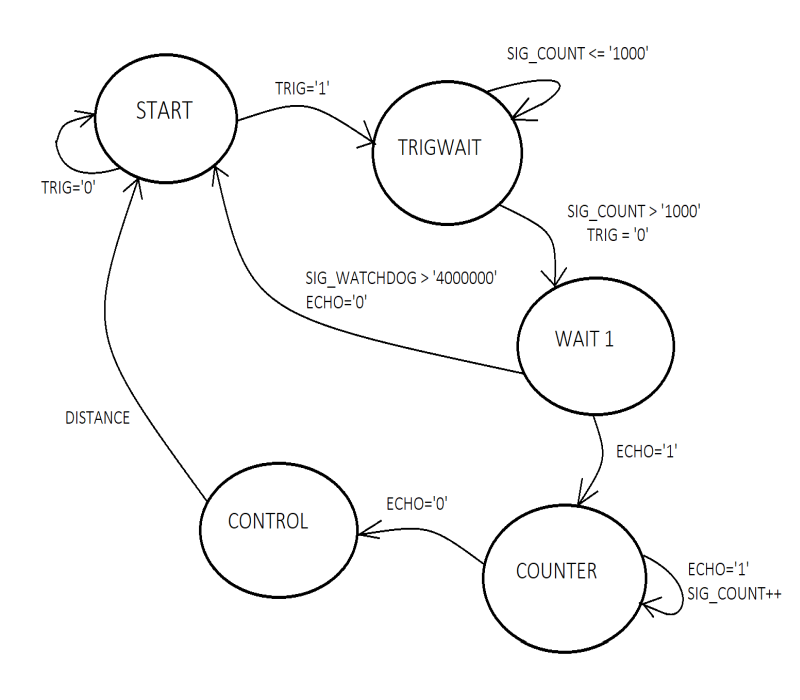 SIG_COUNT <= '1000'
START
TRIG='1'
TRIGWAIT
TRIG='0'
SIG_COUNT > '1000'
TRIG = '0'
SIG_WATCHDOG > '4000000'
ECHO='0'
WAIT 1
DISTANCE
ECHO='1'
ECHO='0'
CONTROL
COUNTER
ECHO='1'
SIG_COUNT++